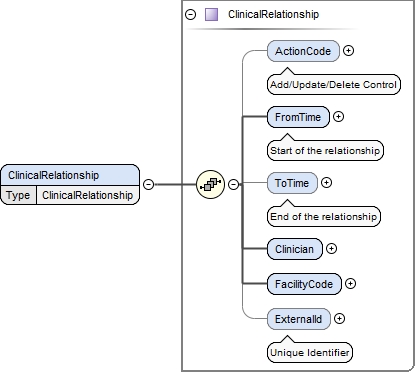 ClinicalRelationship
ActionCode
Add/Update/Delete Control
FromTime
Start of the relationship
ClinicalRelationship
Type ClinicalRelationship
ToTime
End of the relationship
Clinician
FacilityCode
ExternalId
Unique Identifier